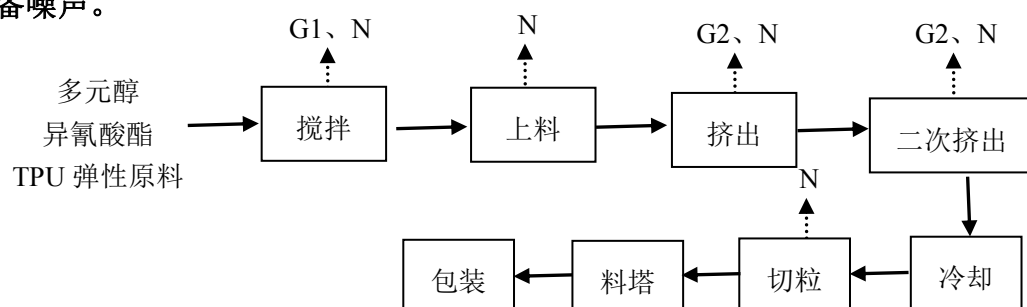 备噪声。
G1、N
N
G2、N
G2、N
多元醇
异氰酸酯
TPU 弹性原料
搅拌
上料
挤出
二次挤出
N
包装
料塔
切粒
冷却